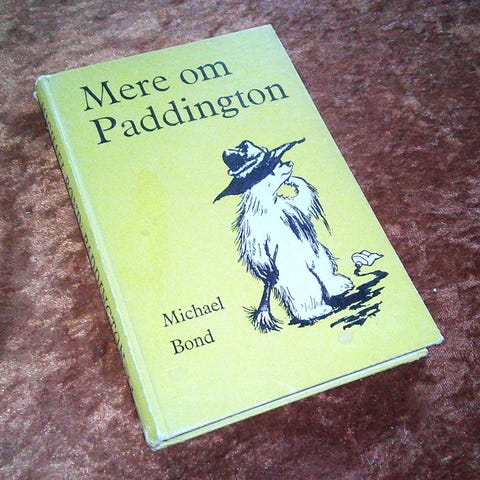 Mere om
Paddington
Michael
Bond